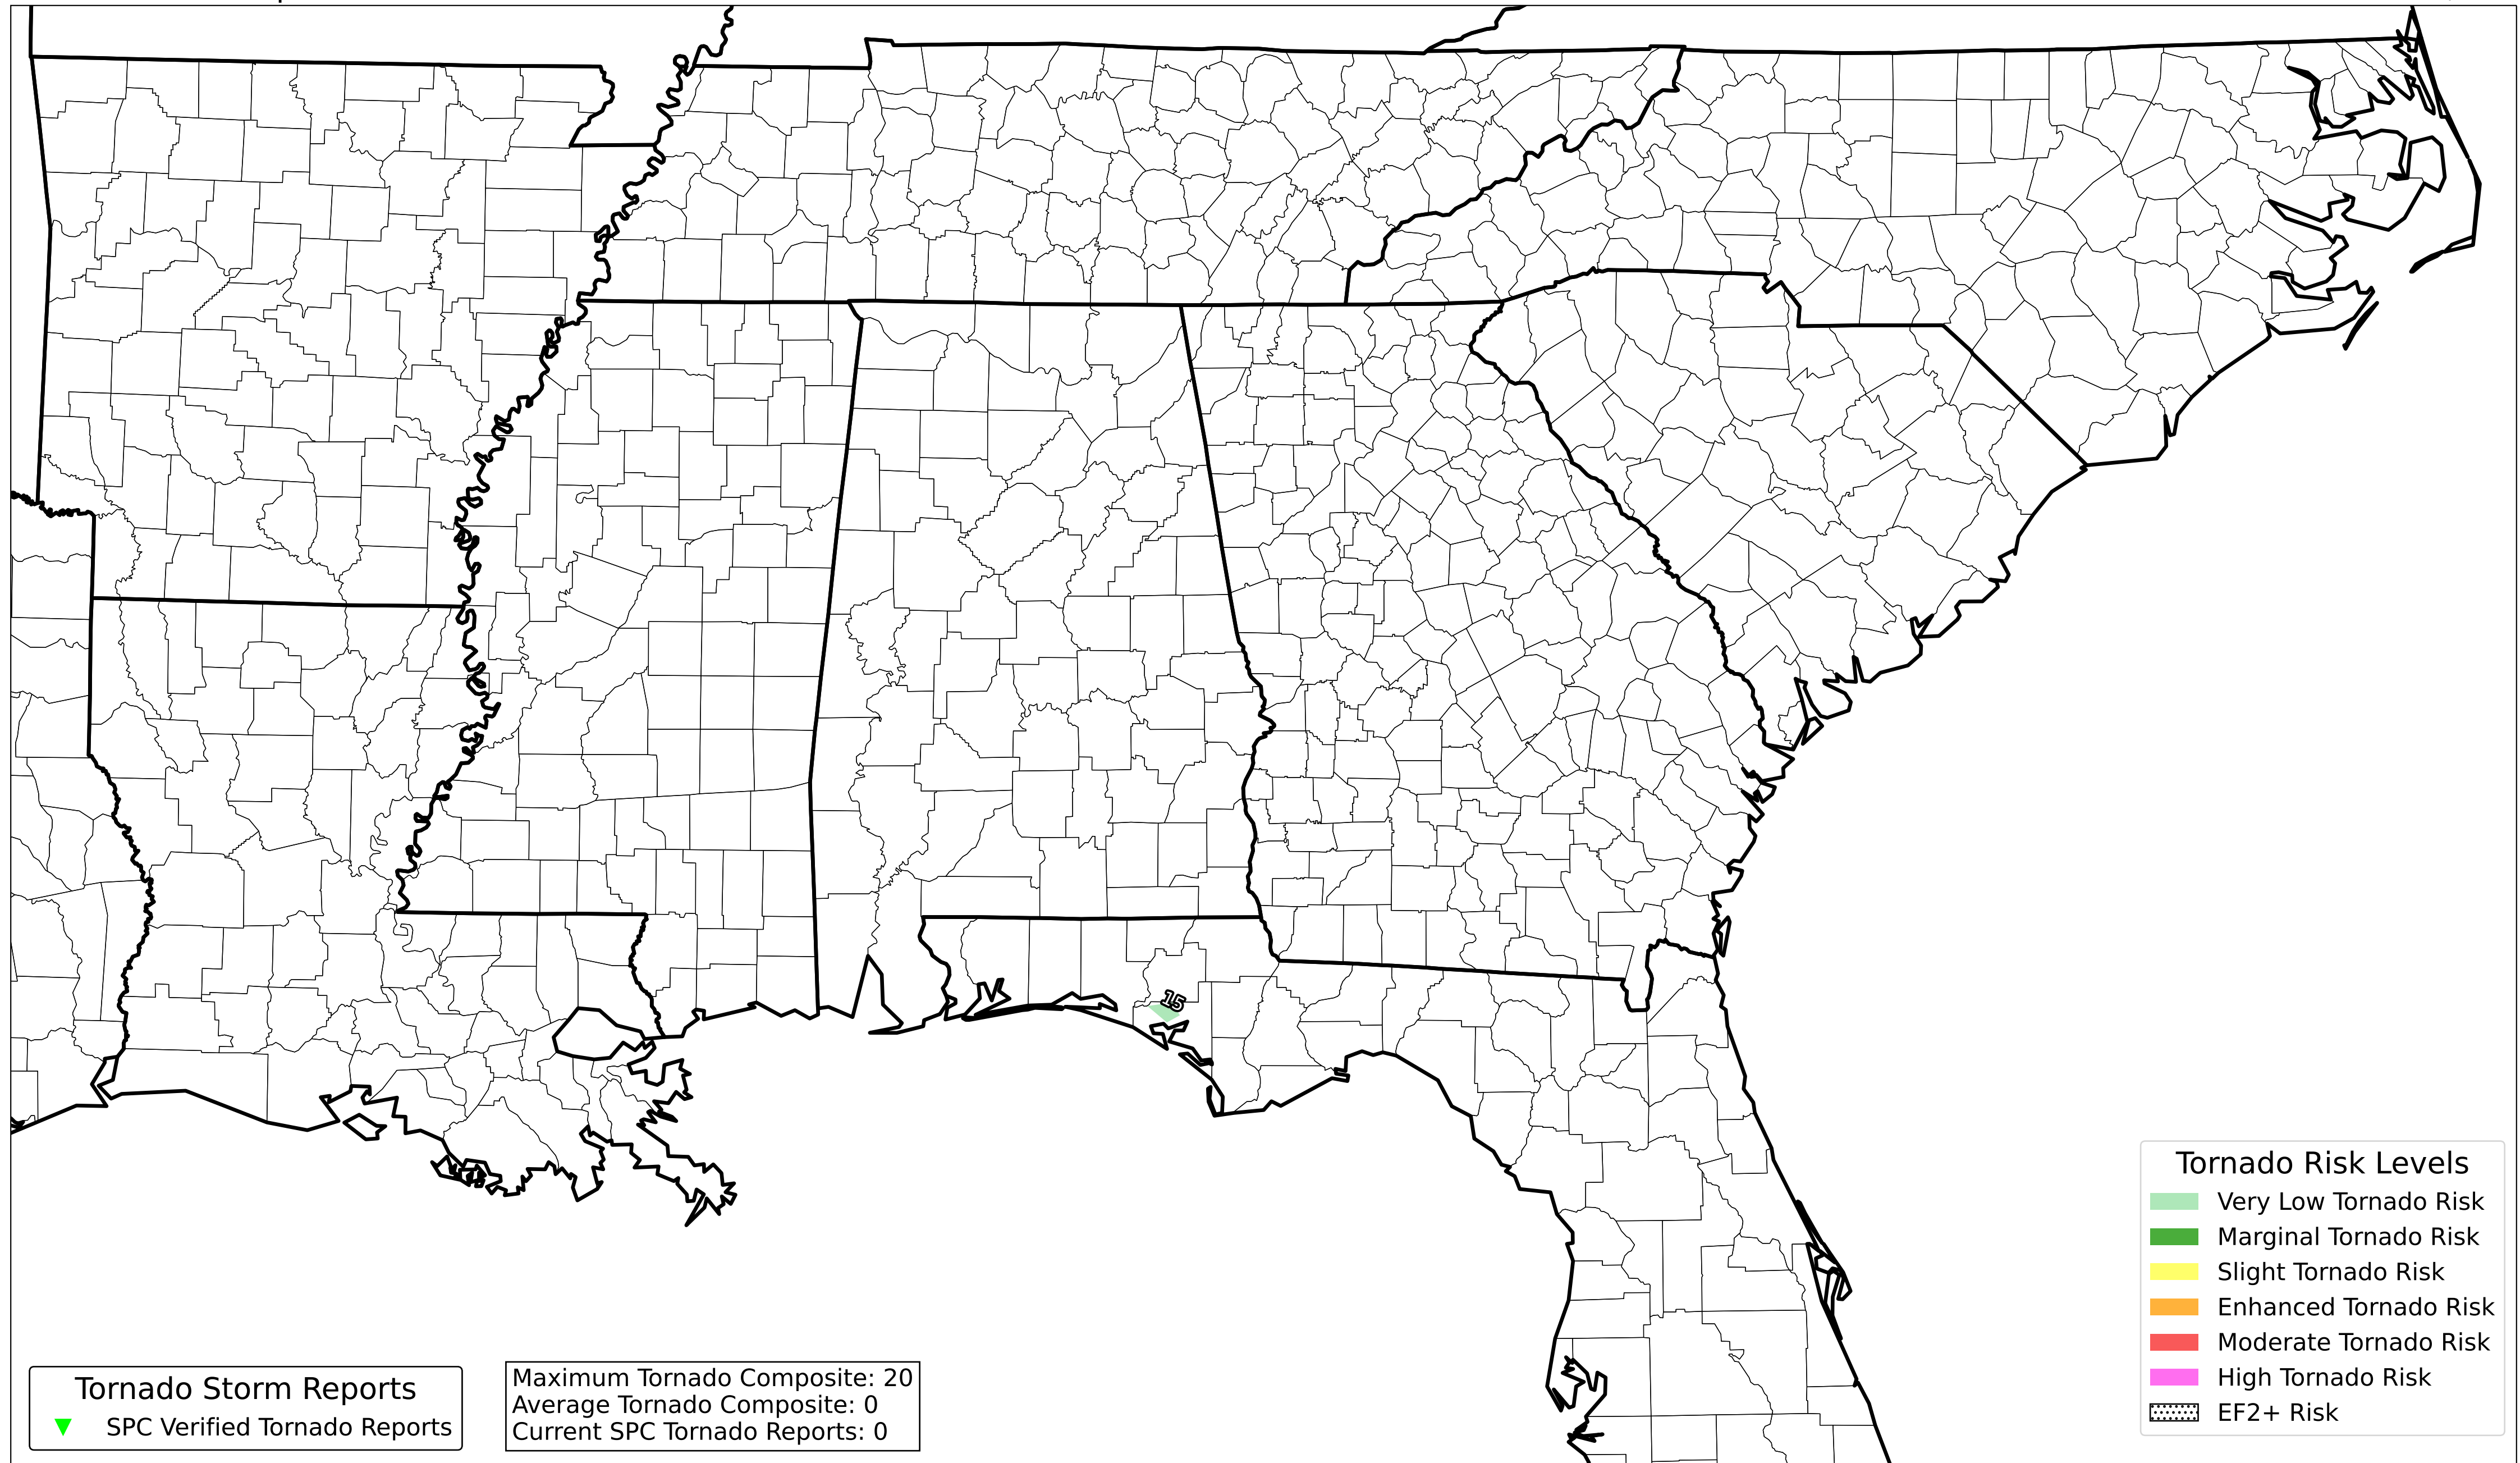 15
Tornado Risk Levels
Very Low Tornado Risk
Marginal Tornado Risk
Slight Tornado Risk
Enhanced Tornado Risk
Moderate Tornado Risk
High Tornado Risk
EF2+ Risk
Tornado Storm Reports
SPC Verified Tornado Reports
Maximum Tornado Composite: 20
Average Tornado Composite: 0
Current SPC Tornado Reports: 0